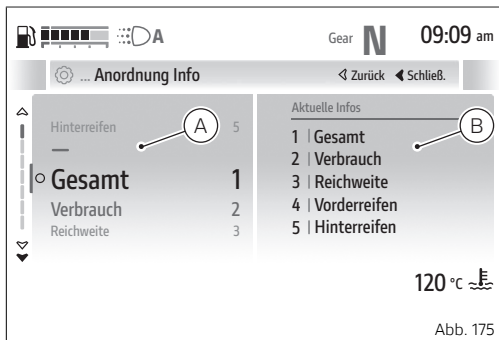 A Gear N 09:09 am
... Anordnung Info Zurück Schließ.
Hinterreifen 5
A
Gesamt 1
Verbrauch 2
Reichweite 3
Aktuelle Infos
B
1 | Gesamt
2 | Verbrauch
3 | Reichweite
4 | Vorderreifen
5 | Hinterreifen
120 °C
Abb. 175